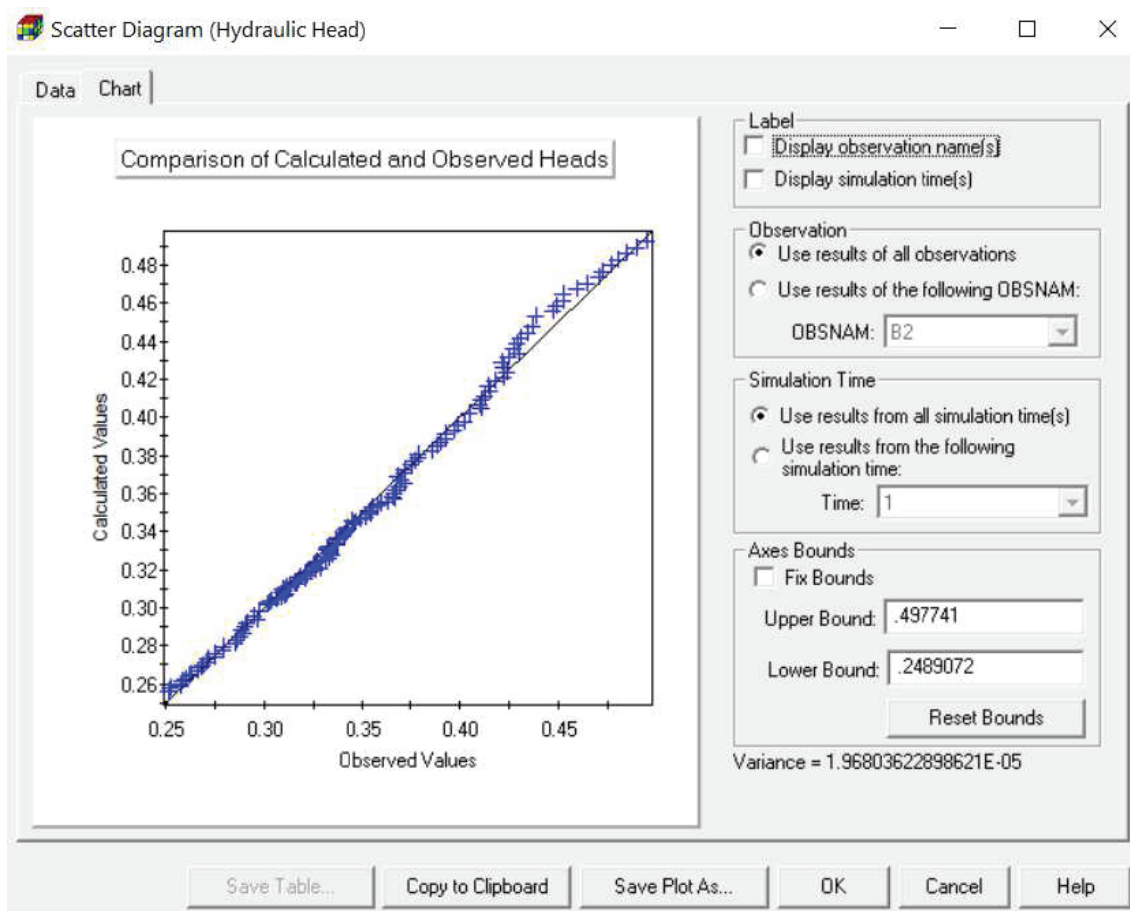 Scatter Diagram (Hydraulic Head)
Data Chart
Comparison of Calculated and Observed Heads
Calculated Values
0.48
0.46
0.44
0.42
0.40
0.38
0.36
0.34
0.32
0.30
0.28
0.26
0.25 0.30 0.35 0.40 0.45
Observed Values
Label
Display observation name(s)
Display simulation time(s)
Observation
Use results of all observations
Use results of the following OBSNAM:
OBSNAM: B2
Simulation Time
Use results from all simulation time(s)
Use results from the following
simulation time:
Time: 1
Axes Bounds
Fix Bounds
Upper Bound: .497741
Lower Bound: .2489072
Reset Bounds
Variance = 1.96803622898621E-05
Save Table... Copy to Clipboard Save Plot As... OK Cancel Help